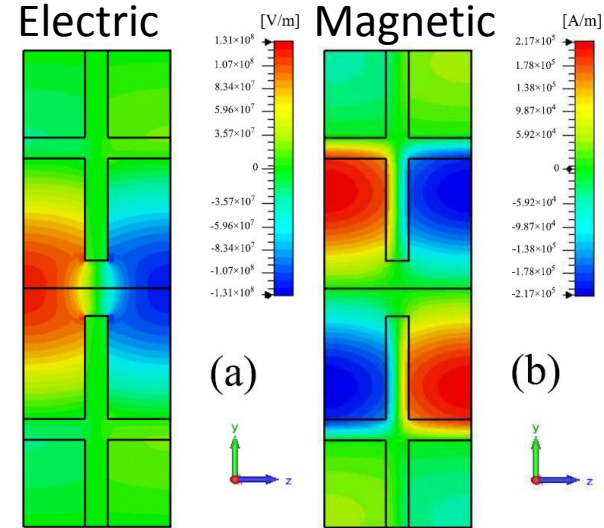 Electric
Magnetic
[V/m]
1.31×10⁸
1.07×10⁸
8.34×10⁷
5.96×10⁷
3.57×10⁷
0
-3.57×10⁷
-5.96×10⁷
-8.34×10⁷
-1.07×10⁸
-1.31×10⁸
(a)
y
z
[A/m]
2.17×10⁵
1.78×10⁵
1.38×10⁵
9.87×10⁴
5.92×10⁴
0
-5.92×10⁴
-9.87×10⁴
-1.38×10⁵
-1.78×10⁵
-2.17×10⁵
(b)
y
z